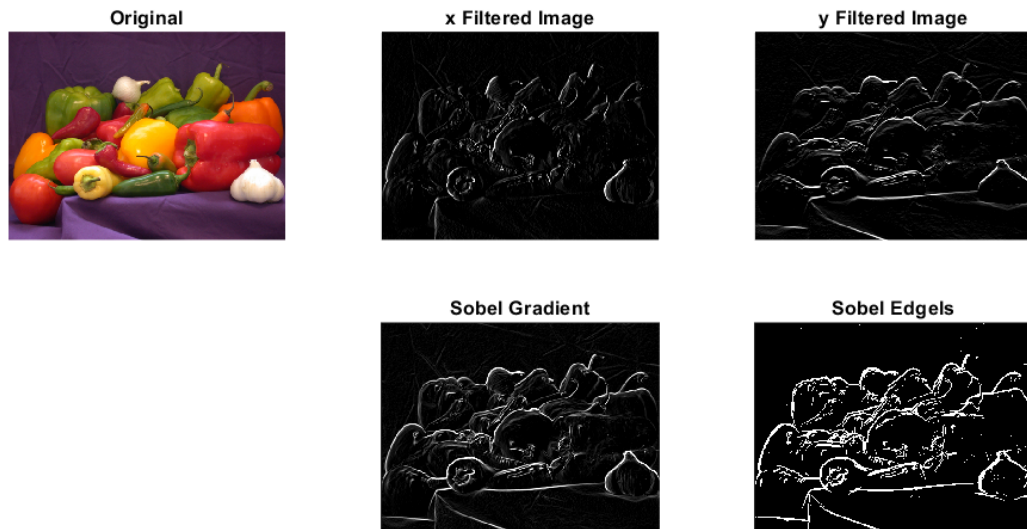 Original
x Filtered Image
y Filtered Image
Sobel Gradient
Sobel Edgels